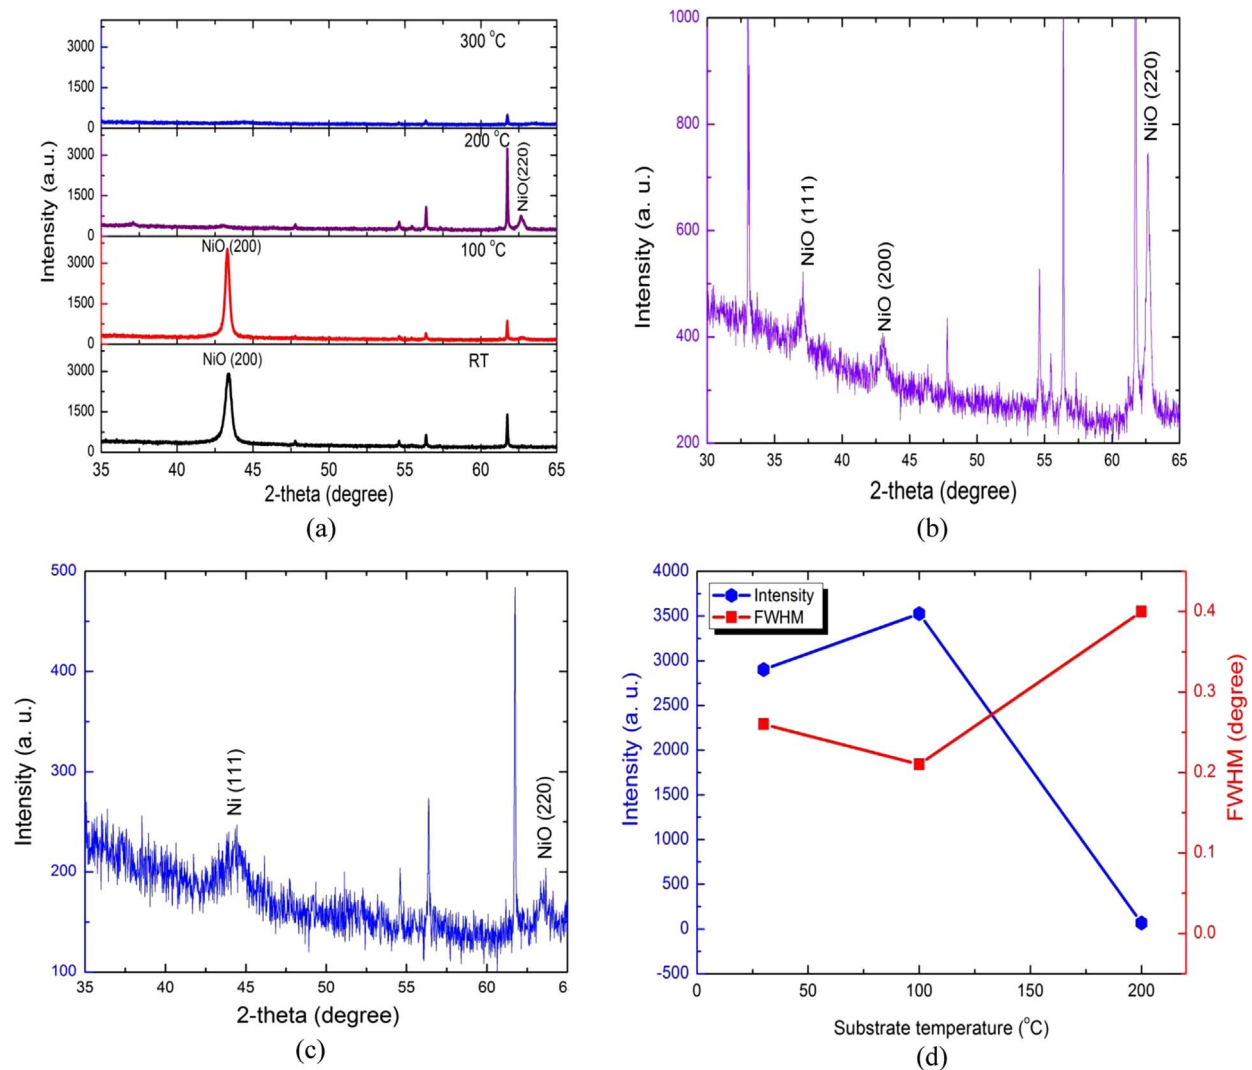 300 °C
3000
1500
0
200 °C
NiO(220)
3000
1500
0
NiO (200)
100 °C
3000
1500
0
NiO (200)
RT
3000
1500
0
35 40 45 50 55 60 65
2-theta (degree)
Intensity (a.u.)
(a)
1000
800
600
400
200
NiO (111)
NiO (200)
NiO (220)
30 35 40 45 50 55 60 65
2-theta (degree)
Intensity (a. u.)
(b)
500
400
300
200
100
Ni (111)
NiO (220)
35 40 45 50 55 60 6
2-theta (degree)
Intensity (a. u.)
(c)
4000
3500
3000
2500
2000
1500
1000
500
0
-500
Intensity
FWHM
0.4
0.3
0.2
0.1
0.0
0 50 100 150 200
Substrate temperature (°C)
Intensity (a. u.)
FWHM (degree)
(d)